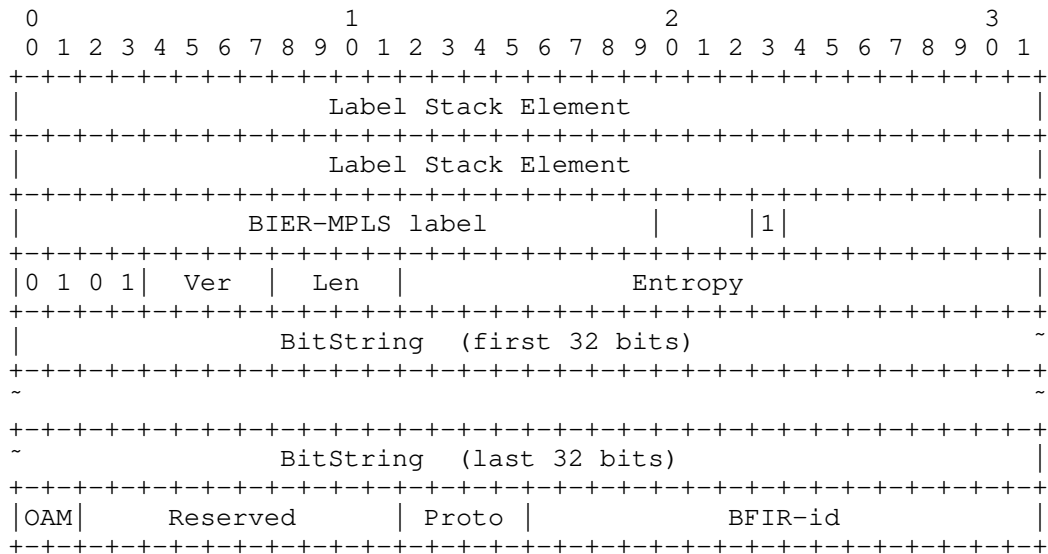 0                   1                   2                   3
 0 1 2 3 4 5 6 7 8 9 0 1 2 3 4 5 6 7 8 9 0 1 2 3 4 5 6 7 8 9 0 1
+-+-+-+-+-+-+-+-+-+-+-+-+-+-+-+-+-+-+-+-+-+-+-+-+-+-+-+-+-+-+-+-+
|                   Label Stack Element                         |
+-+-+-+-+-+-+-+-+-+-+-+-+-+-+-+-+-+-+-+-+-+-+-+-+-+-+-+-+-+-+-+-+
|                   Label Stack Element                         |
+-+-+-+-+-+-+-+-+-+-+-+-+-+-+-+-+-+-+-+-+-+-+-+-+-+-+-+-+-+-+-+-+
|              BIER-MPLS label          |     |1|               |
+-+-+-+-+-+-+-+-+-+-+-+-+-+-+-+-+-+-+-+-+-+-+-+-+-+-+-+-+-+-+-+-+
|0 1 0 1|  Ver  |  Len  |              Entropy                  |
+-+-+-+-+-+-+-+-+-+-+-+-+-+-+-+-+-+-+-+-+-+-+-+-+-+-+-+-+-+-+-+-+
|                BitString  (first 32 bits)                     ~
+-+-+-+-+-+-+-+-+-+-+-+-+-+-+-+-+-+-+-+-+-+-+-+-+-+-+-+-+-+-+-+-+
~                                                               ~
+-+-+-+-+-+-+-+-+-+-+-+-+-+-+-+-+-+-+-+-+-+-+-+-+-+-+-+-+-+-+-+-+
~                BitString  (last 32 bits)                      |
+-+-+-+-+-+-+-+-+-+-+-+-+-+-+-+-+-+-+-+-+-+-+-+-+-+-+-+-+-+-+-+-+
|OAM|     Reserved      | Proto |            BFIR-id            |
+-+-+-+-+-+-+-+-+-+-+-+-+-+-+-+-+-+-+-+-+-+-+-+-+-+-+-+-+-+-+-+-+